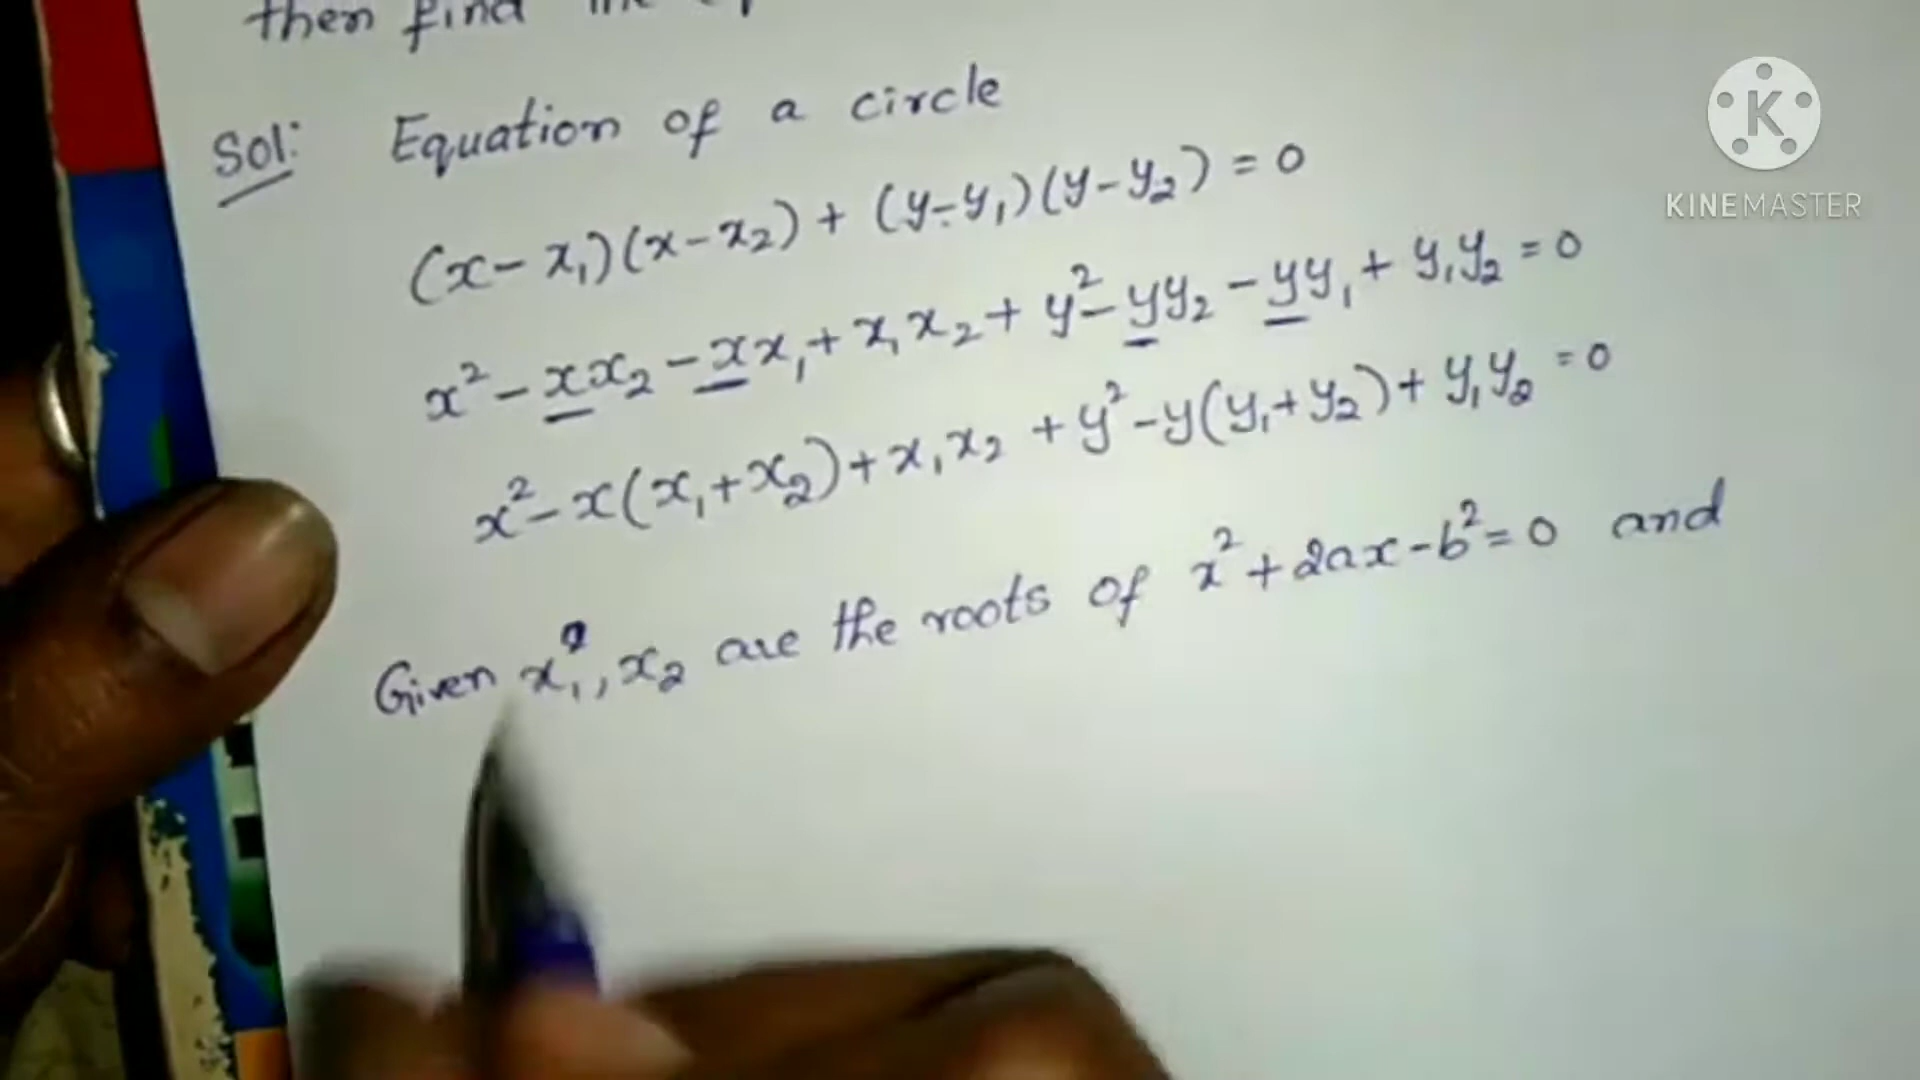 then find
Sol: Equation of a circle
(x-x₁)(x-x₂)+(y-y₁)(y-y₂)=0
x²-xx₂-xx₁+x₁x₂+y²-yy₂-yy₁+y₁y₂=0
x²-x(x₁+x₂)+x₁x₂+y²-y(y₁+y₂)+y₁y₂=0
Given x₁,x₂ are the roots of x²+2ax-b²=0 and
K
KINEMASTER